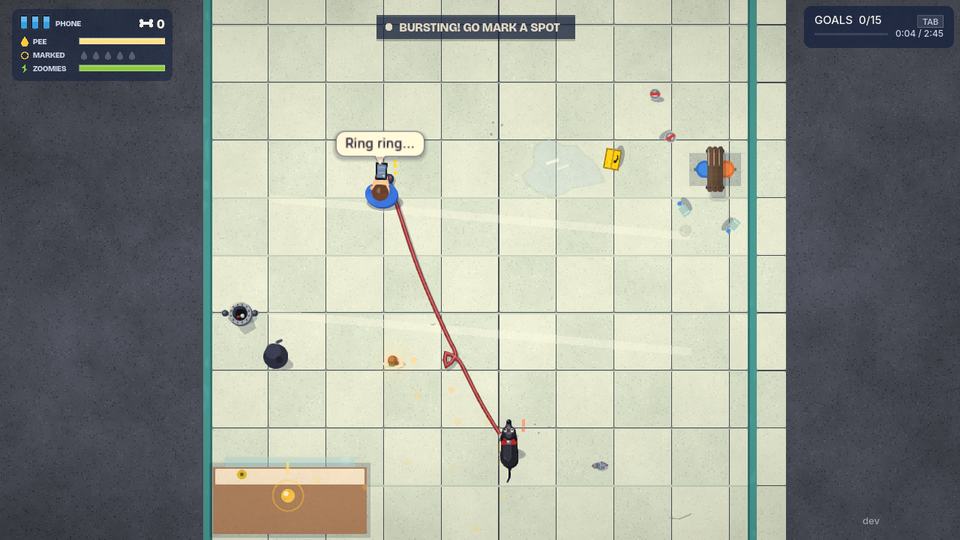 PHONE
0
PEE
MARKED
ZOOMIES
BURSTING! GO MARK A SPOT
GOALS 0/15
TAB
0:04 / 2:45
Ring ring...
dev